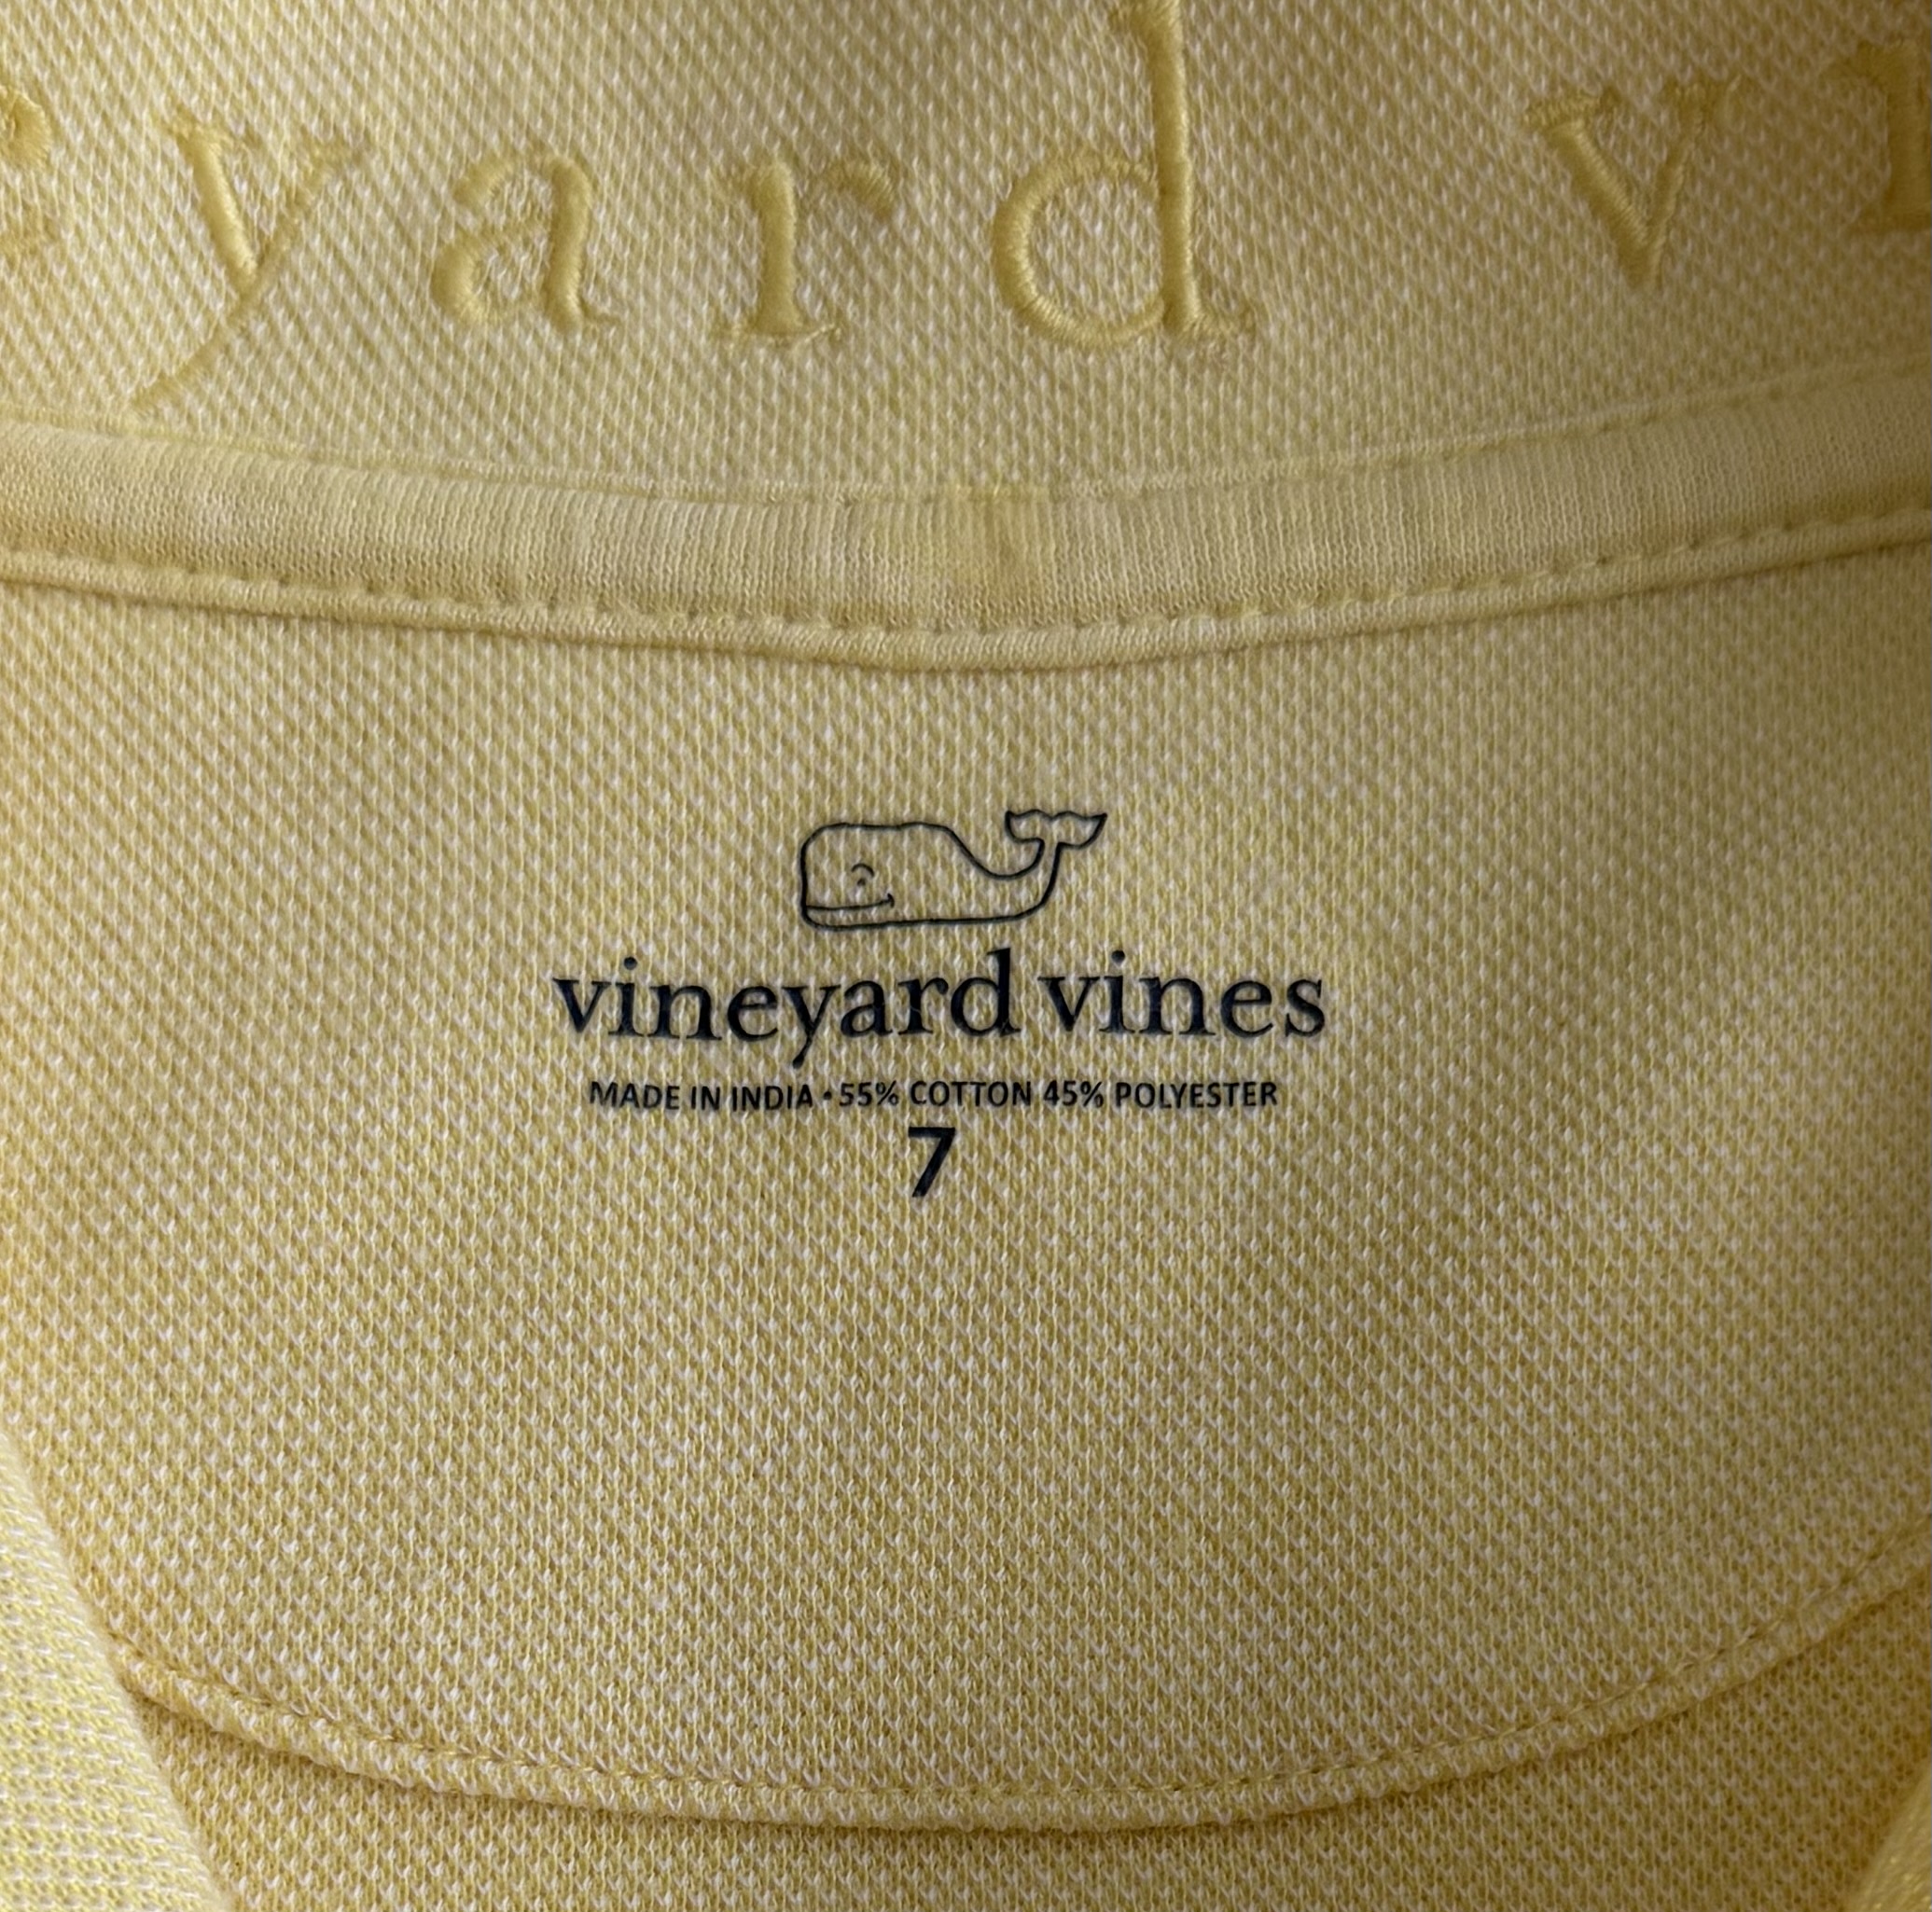 yard v
vineyard vines
MADE IN INDIA • 55% COTTON 45% POLYESTER
7